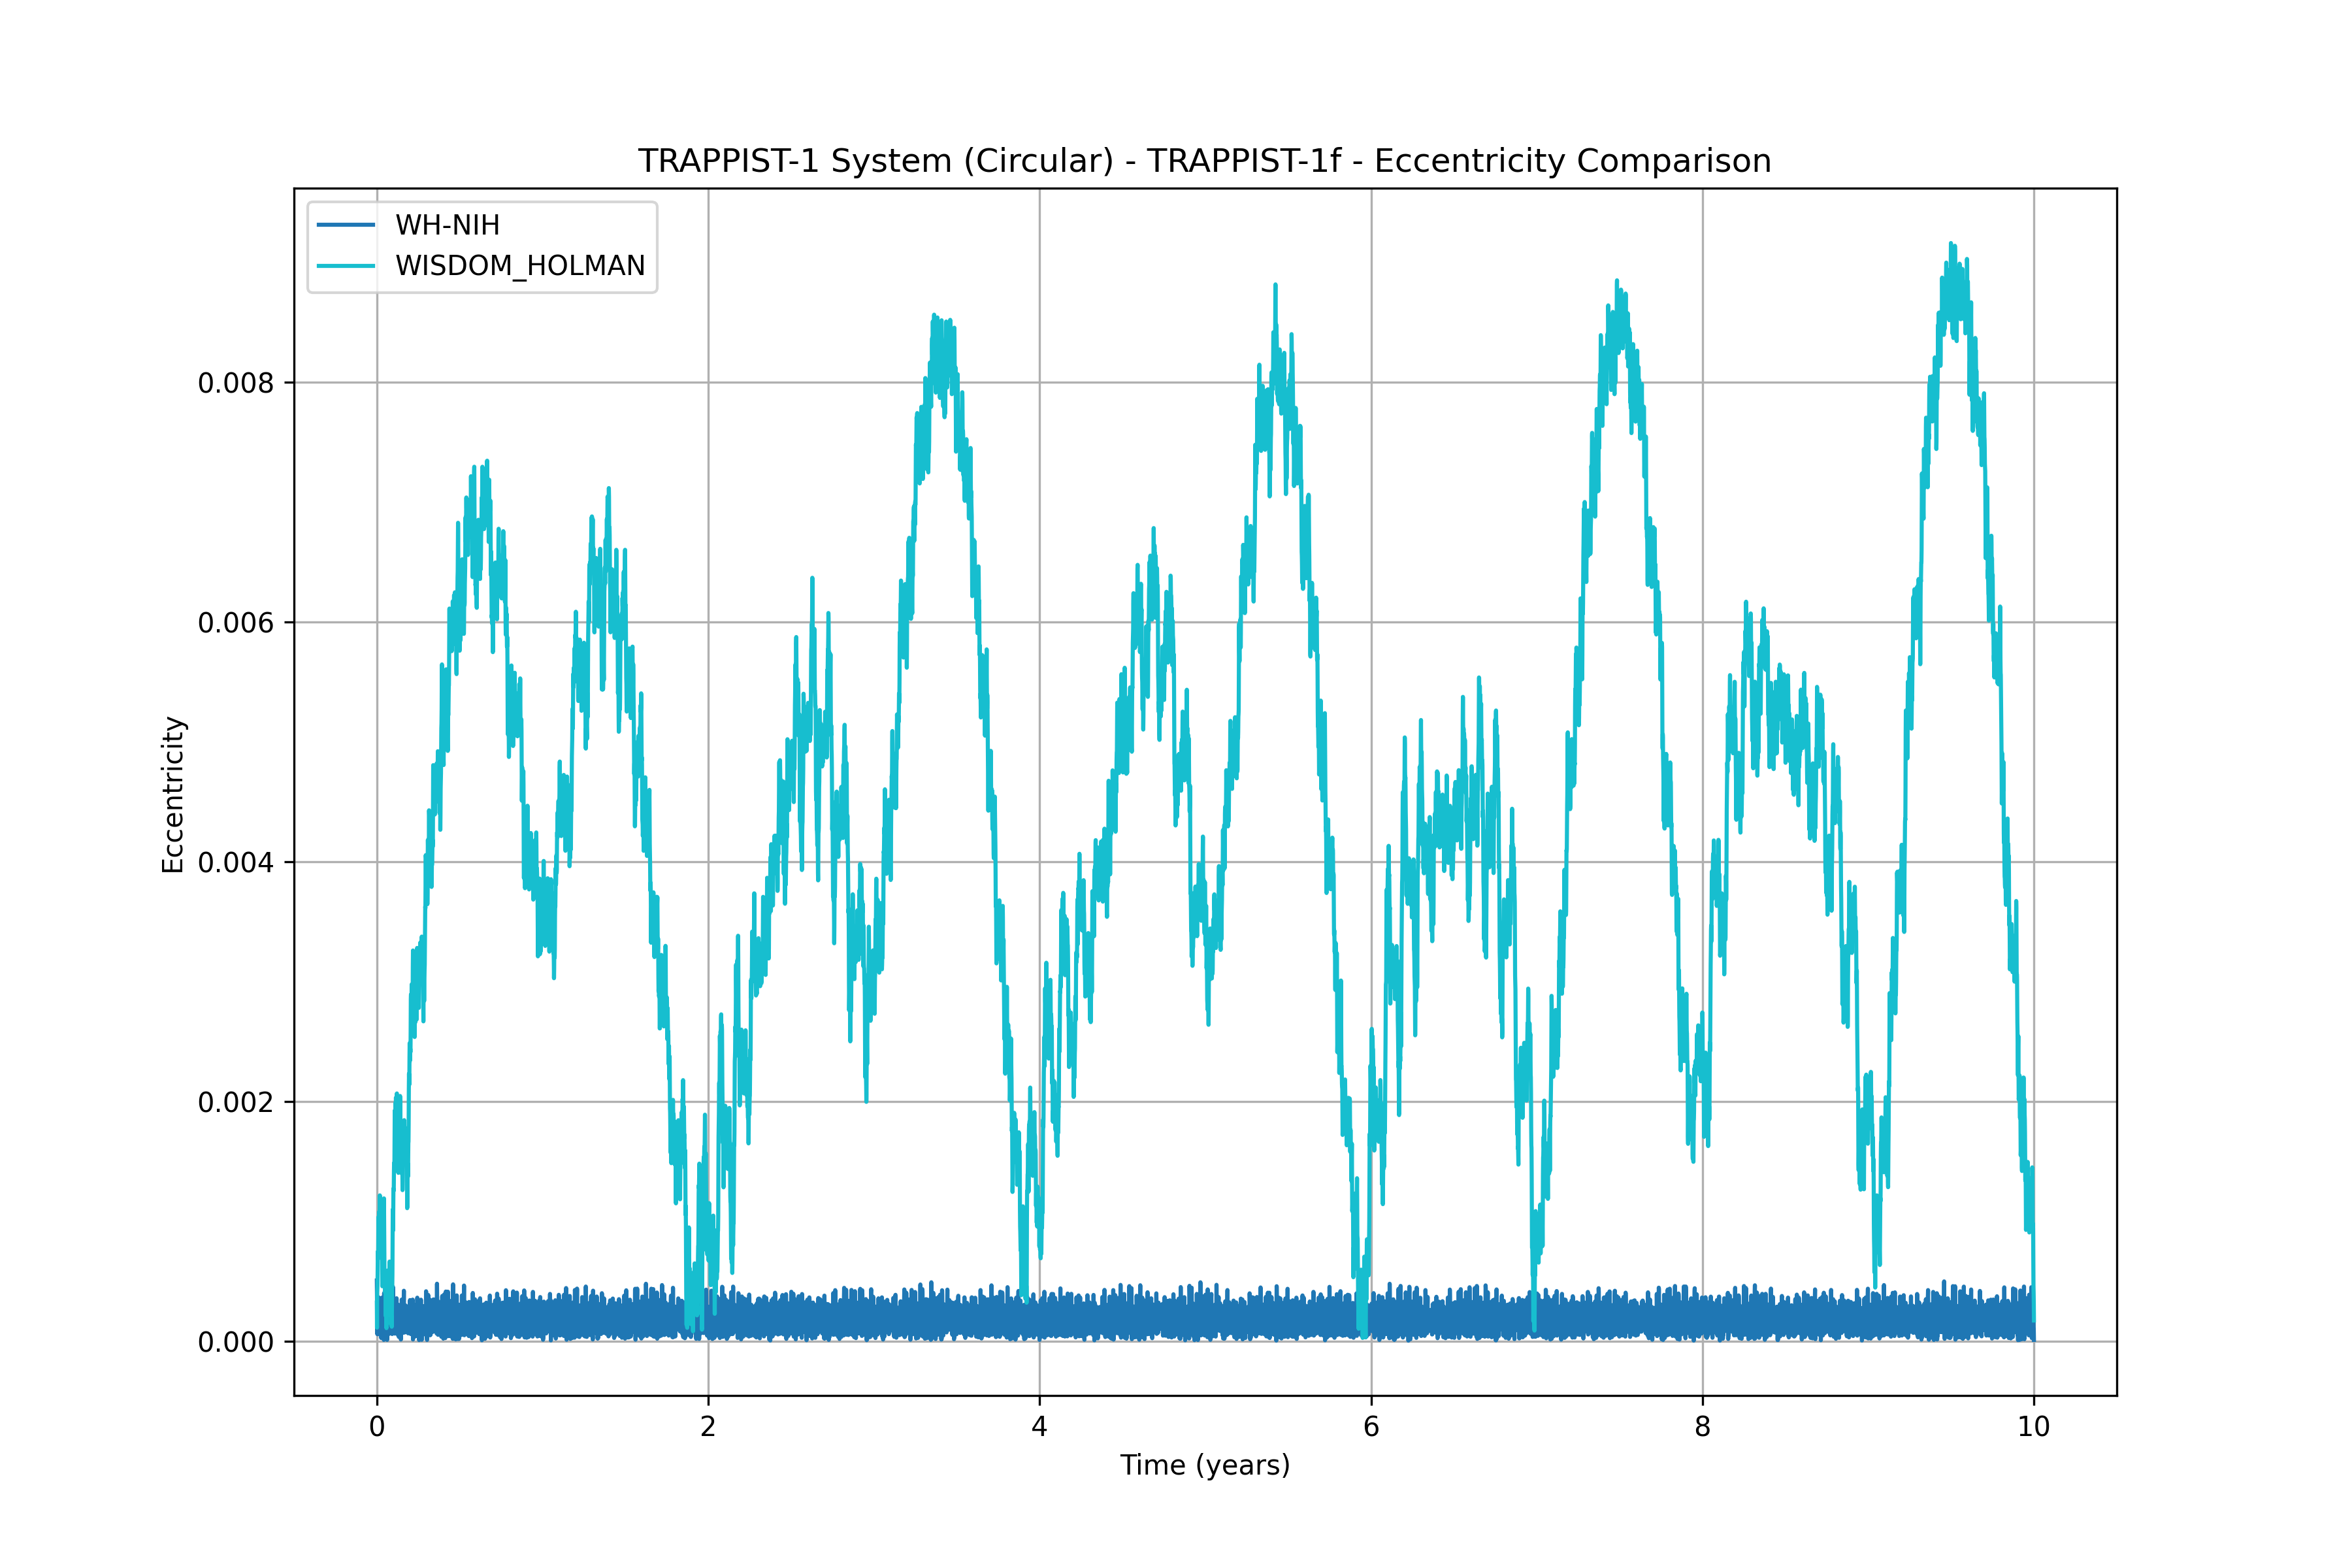 TRAPPIST-1 System (Circular) - TRAPPIST-1f - Eccentricity Comparison
WH-NIH
WISDOM_HOLMAN
Eccentricity
0.008
0.006
0.004
0.002
0.000
0 2 4 6 8 10
Time (years)